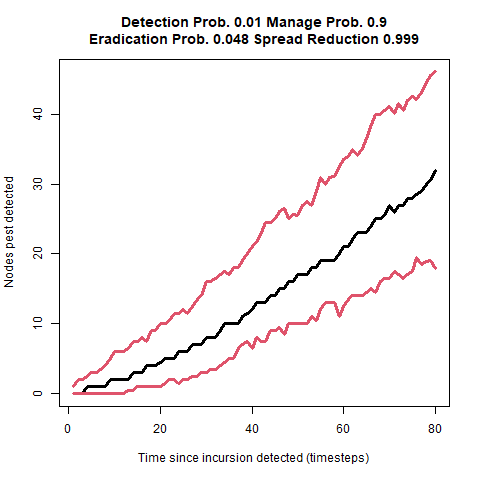 Detection Prob. 0.01 Manage Prob. 0.9
Eradication Prob. 0.048 Spread Reduction 0.999
Nodes pest detected
40
30
20
10
0
0 20 40 60 80
Time since incursion detected (timesteps)